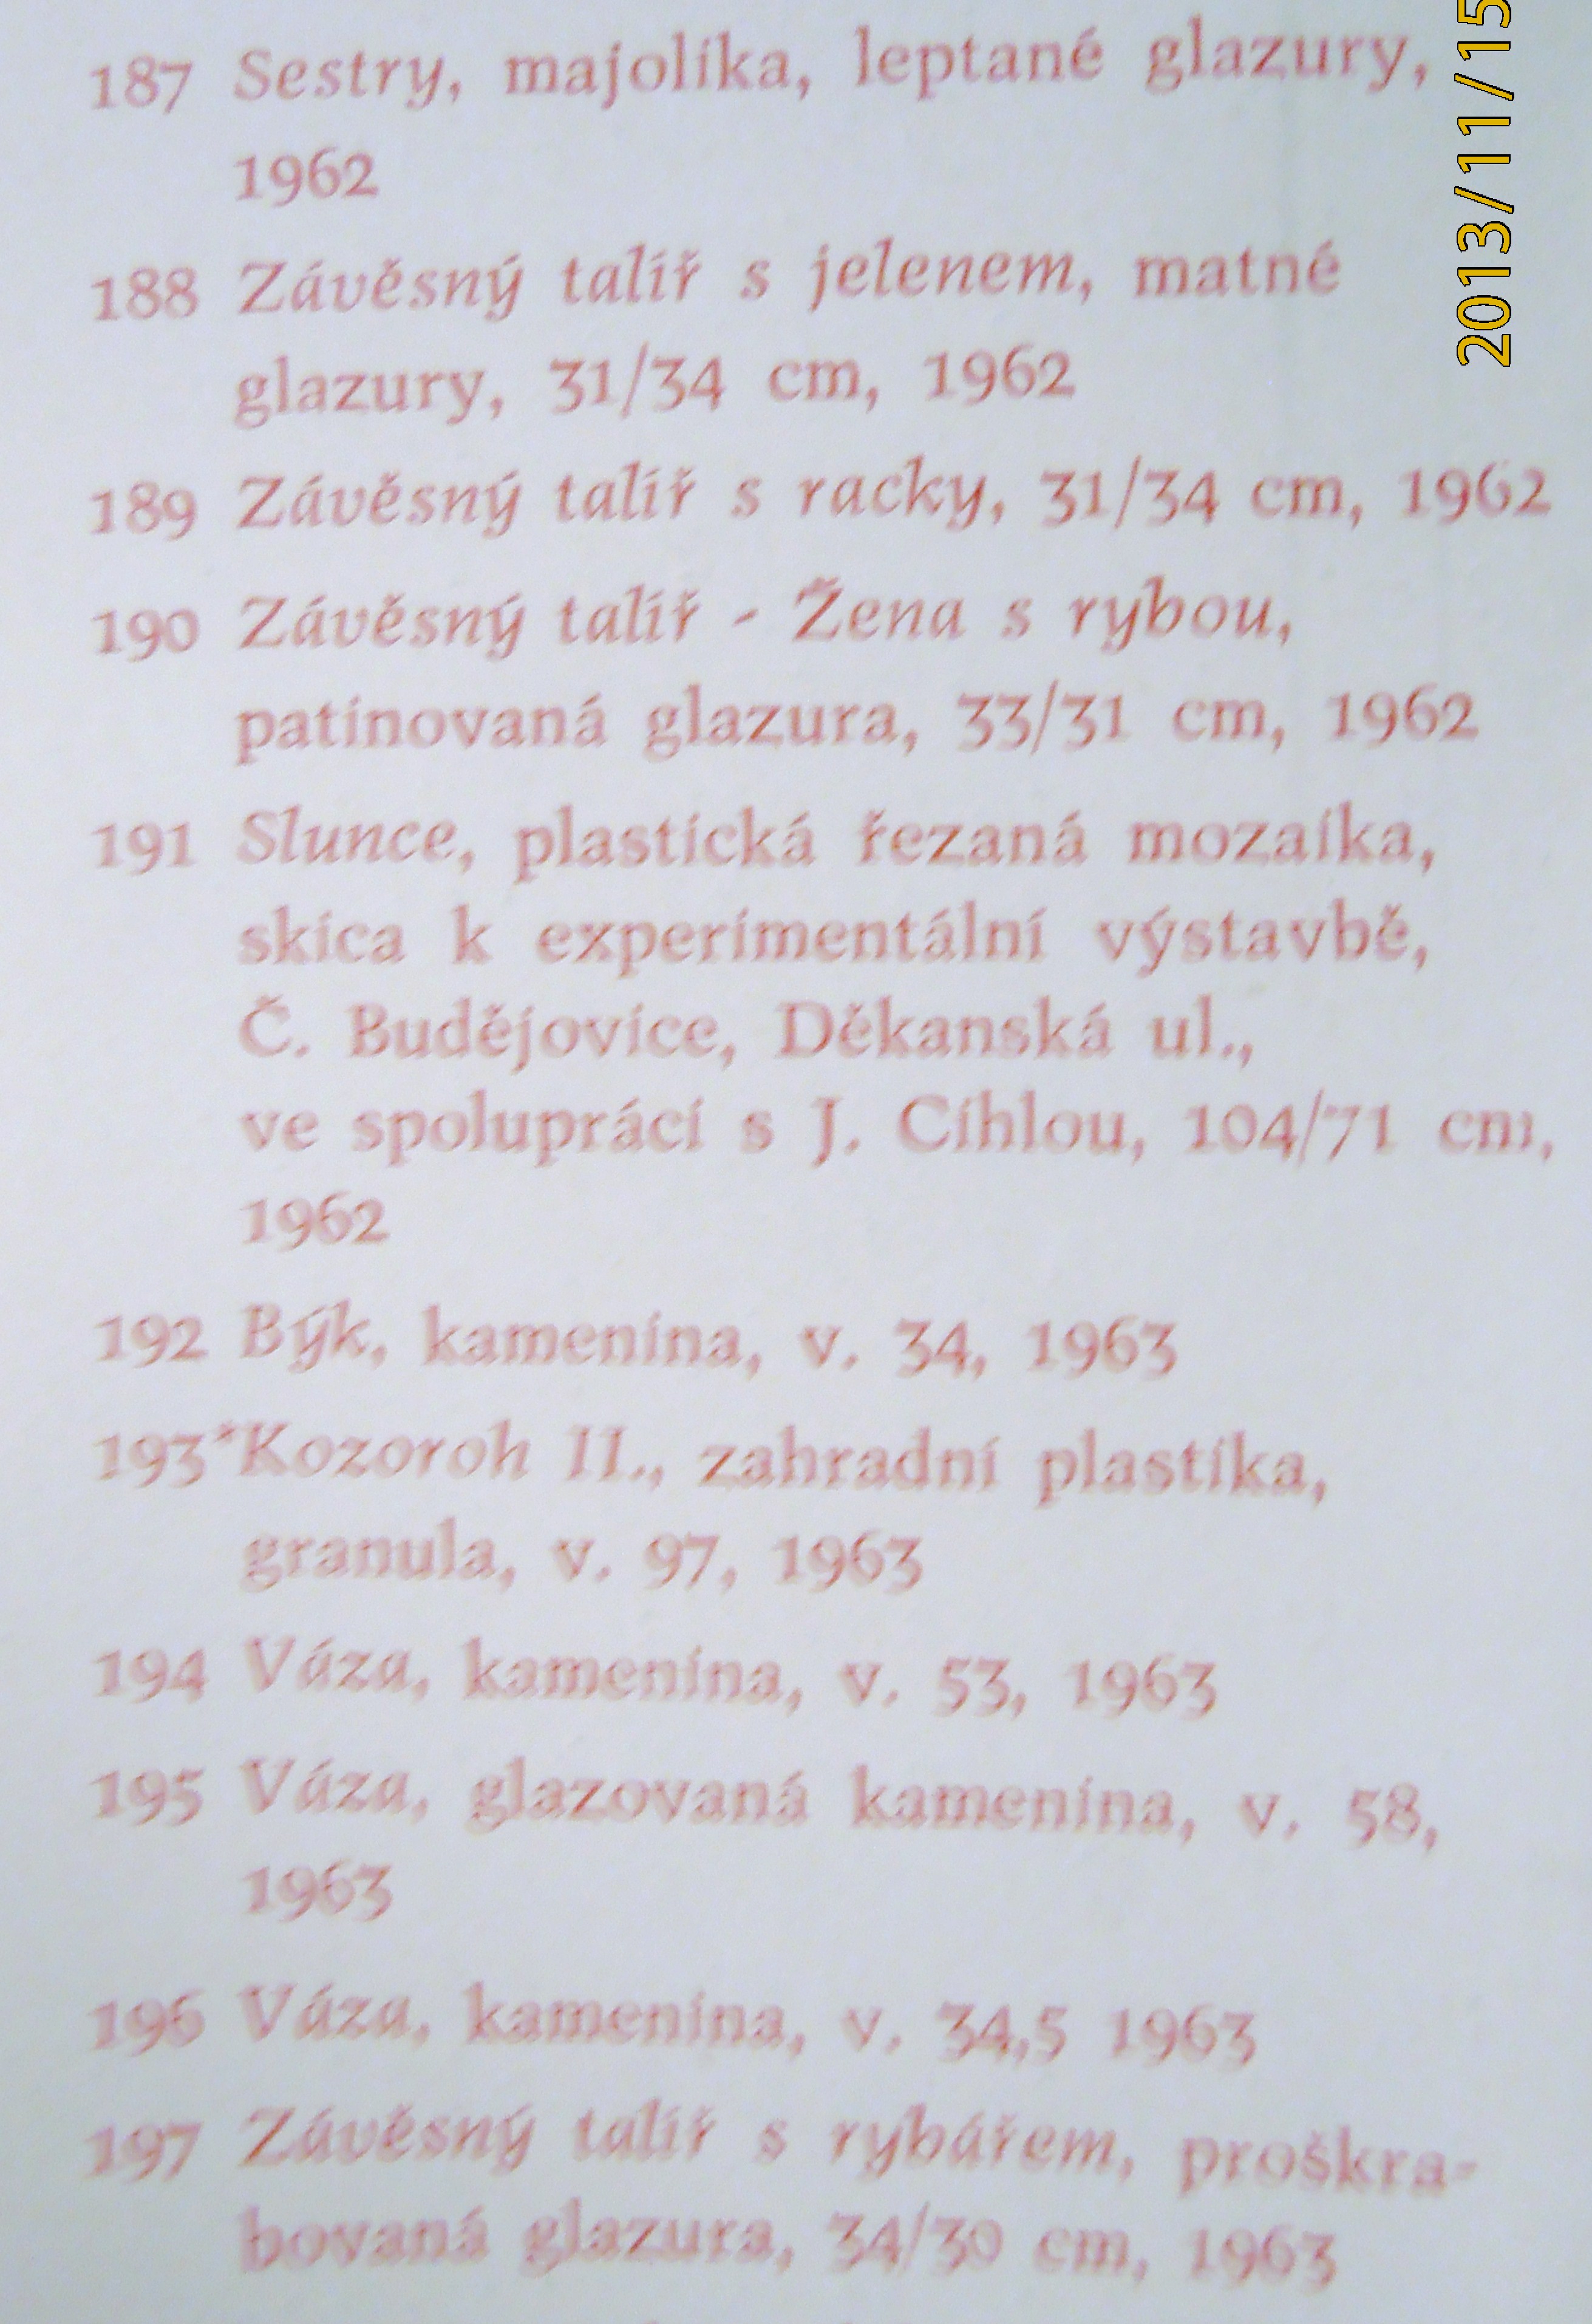 187 Sestry, majolika, leptané glazury,
1962
188 Závěsný talíř s jelenem, matné
glazury, 31/34 cm, 1962
189 Závěsný talíř s racky, 31/34 cm, 1962
190 Závěsný talíř - Žena s rybou,
patinovaná glazura, 33/31 cm, 1962
191 Slunce, plastická řezaná mozaika,
skica k experimentální výstavbě,
Č. Budějovice, Děkanská ul.,
ve spolupráci s J. Cihlou, 104/71 cm,
1962
192 Býk, kamenina, v. 34, 1963
193*Kozoroh II., zahradní plastika,
granula, v. 97, 1963
194 Váza, kamenina, v. 53, 1963
195 Váza, glazovaná kamenina, v. 58,
1963
196 Váza, kamenina, v. 34,5 1963
197 Závěsný talíř s rybářem, proškra-
bovaná glazura, 34/30 cm, 1963
2013/11/15